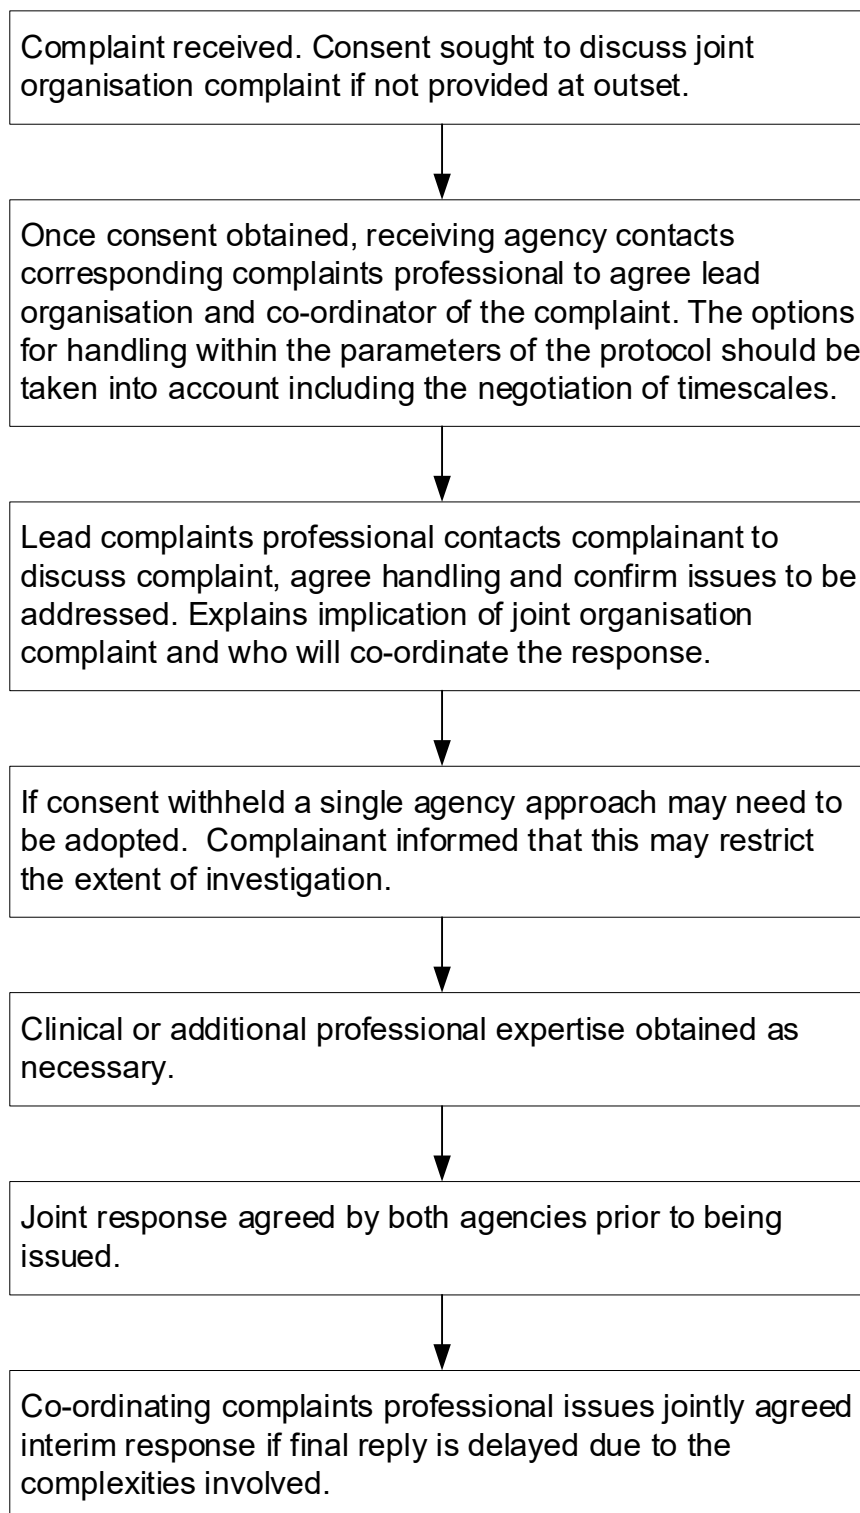 Complaint received. Consent sought to discuss joint
organisation complaint if not provided at outset.
Once consent obtained, receiving agency contacts
corresponding complaints professional to agree lead
organisation and co-ordinator of the complaint. The options
for handling within the parameters of the protocol should be
taken into account including the negotiation of timescales.
Lead complaints professional contacts complainant to
discuss complaint, agree handling and confirm issues to be
addressed. Explains implication of joint organisation
complaint and who will co-ordinate the response.
If consent withheld a single agency approach may need to
be adopted.  Complainant informed that this may restrict
the extent of investigation.
Clinical or additional professional expertise obtained as
necessary.
Joint response agreed by both agencies prior to being
issued.
Co-ordinating complaints professional issues jointly agreed
interim response if final reply is delayed due to the
complexities involved.